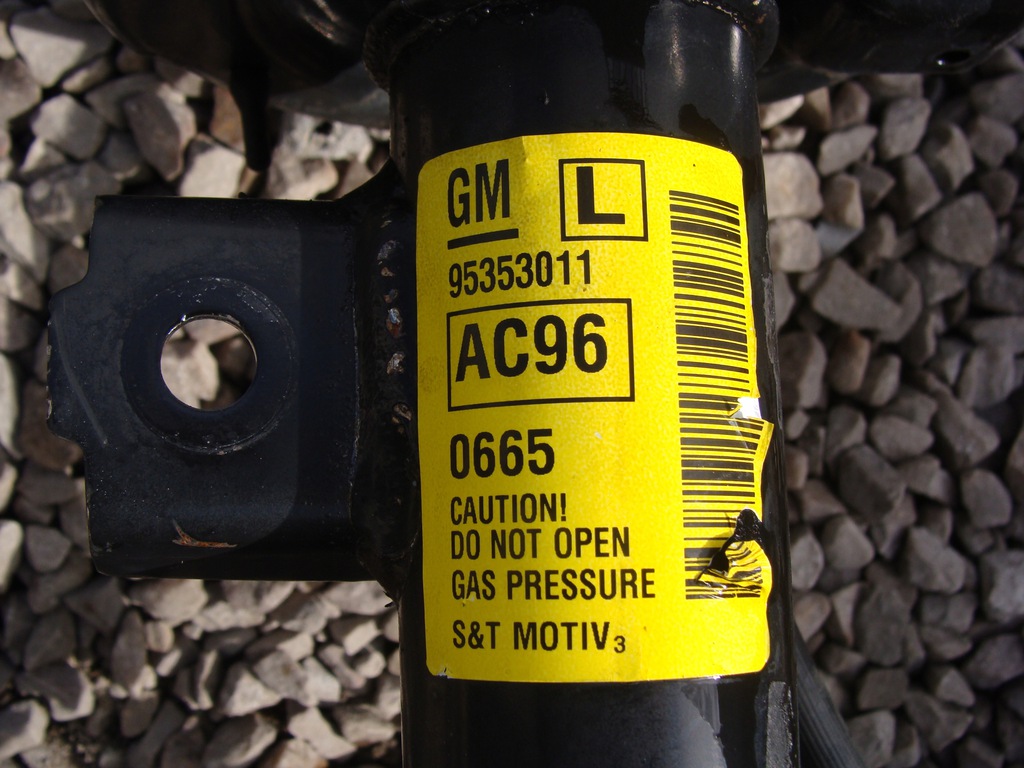 GM L
95353011
AC96
0665
CAUTION!
DO NOT OPEN
GAS PRESSURE
S&T MOTIV3